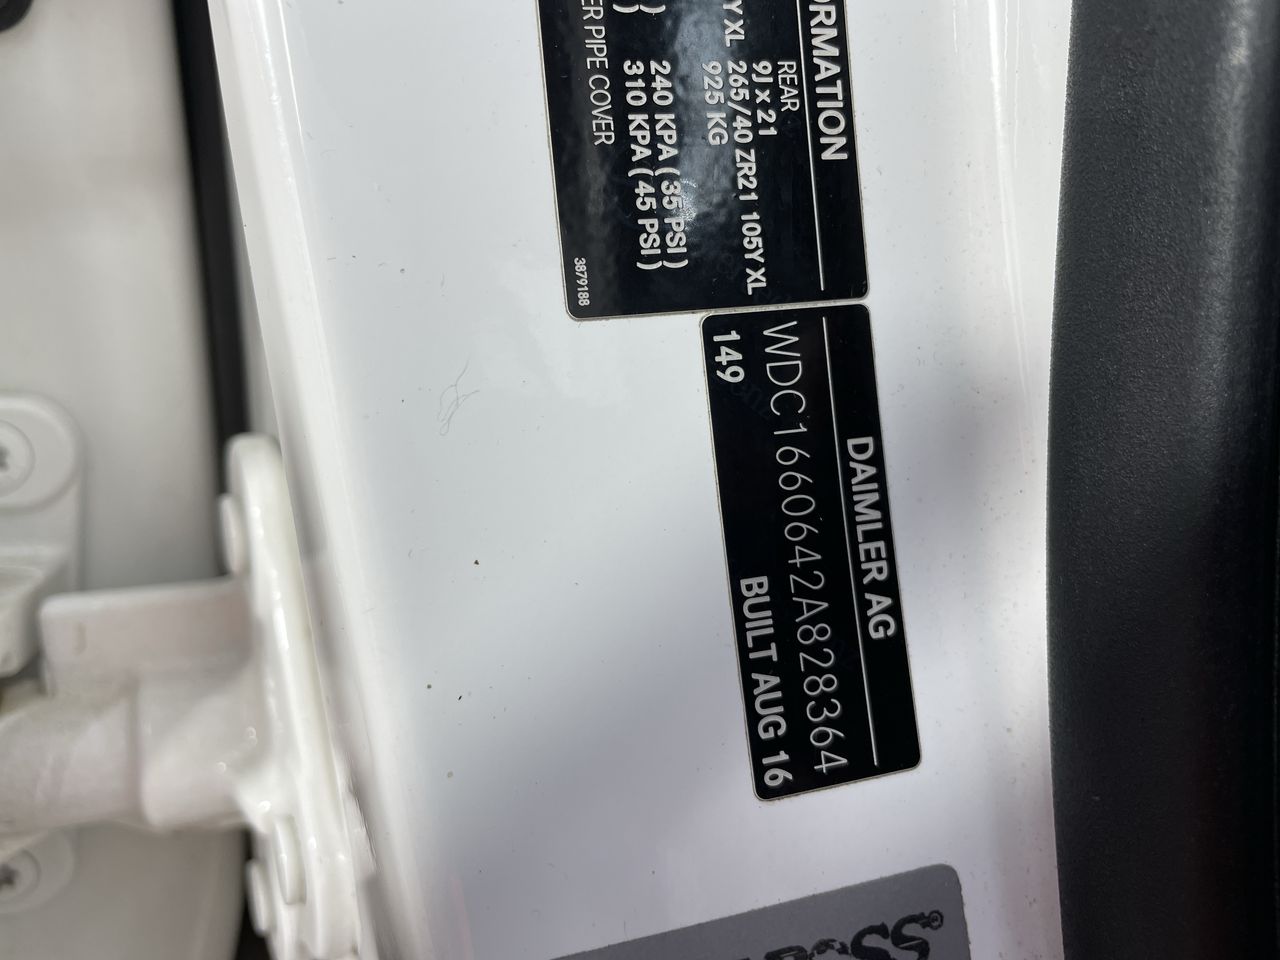 ORMATION
REAR
9J x 21
YXL 265/40 ZR21 105Y XL
925 KG
) 240 KPA ( 35 PSI )
) 310 KPA ( 45 PSI )
ER PIPE COVER
3879188
DAIMLER AG
WDC1660642A828364
149 BUILT AUG 16